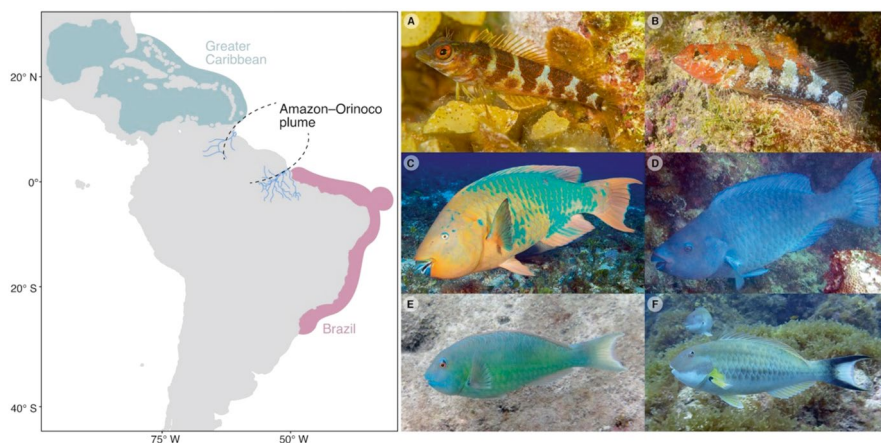 Greater
Caribbean
Amazon–Orinoco
plume
Brazil
20° N
0°
20° S
40° S
75° W
50° W
A
B
C
D
E
F